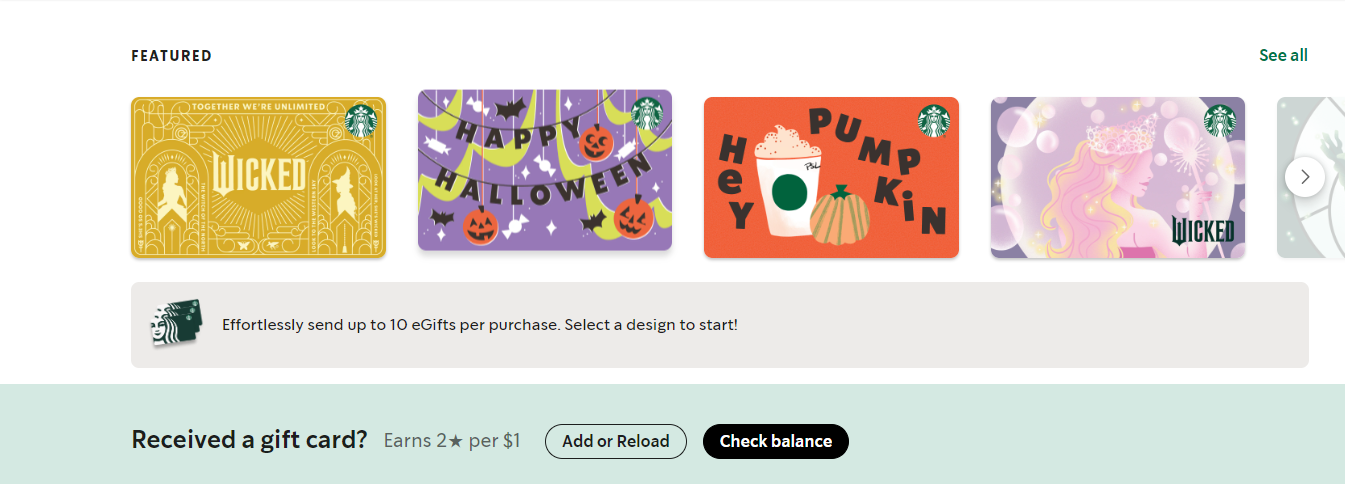 FEATURED
See all
TOGETHER WE'RE UNLIMITED
WICKED
HAPPY
HALLOWEEN
HEY
PUMPKIN
PSL
WICKED
Effortlessly send up to 10 eGifts per purchase. Select a design to start!
Received a gift card? Earns 2★ per $1 Add or Reload Check balance